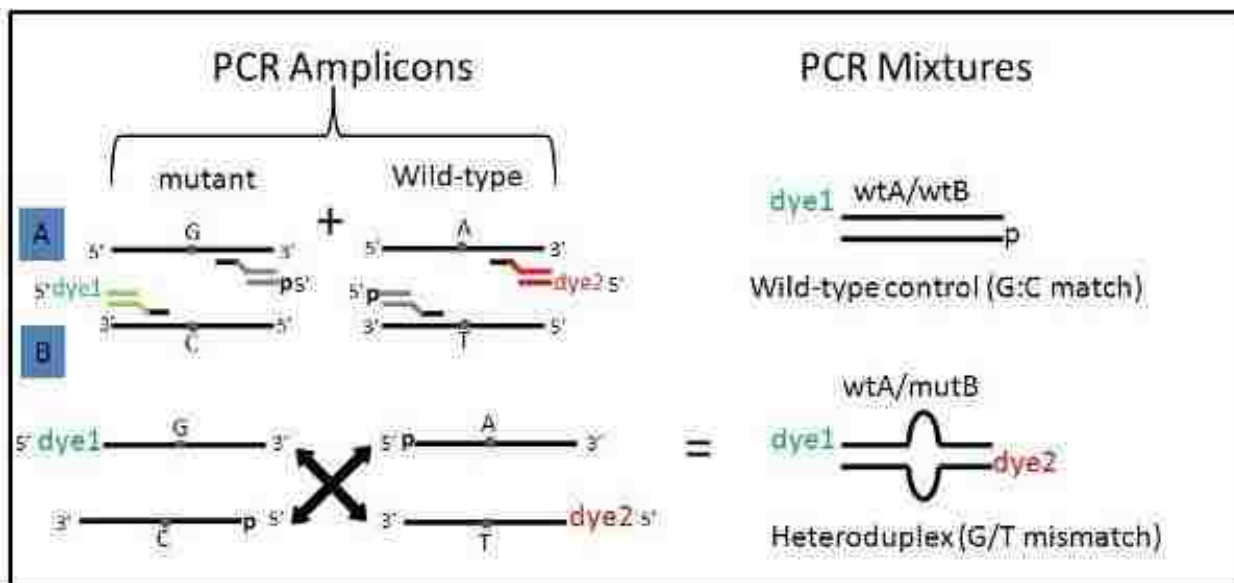 PCR Amplicons
PCR Mixtures
mutant
Wild-type
+
A
G
5' 3'
A
5' 3'
5' dye1
p 5'
5'
p
dye2 5'
3' 5'
C
3' 5'
T
B
dye1
wtA/wtB
p
Wild-type control (G:C match)
5' dye1 G 3'
5' p A 3'
3' C p 5'
3' T dye2 5'
=
wtA/mutB
dye1
dye2
Heteroduplex (G/T mismatch)